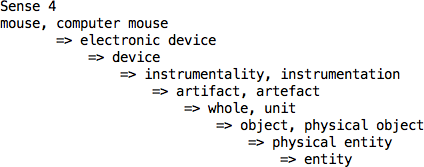 Sense 4
mouse, computer mouse
=> electronic device
=> device
=> instrumentality, instrumentation
=> artifact, artefact
=> whole, unit
=> object, physical object
=> physical entity
=> entity